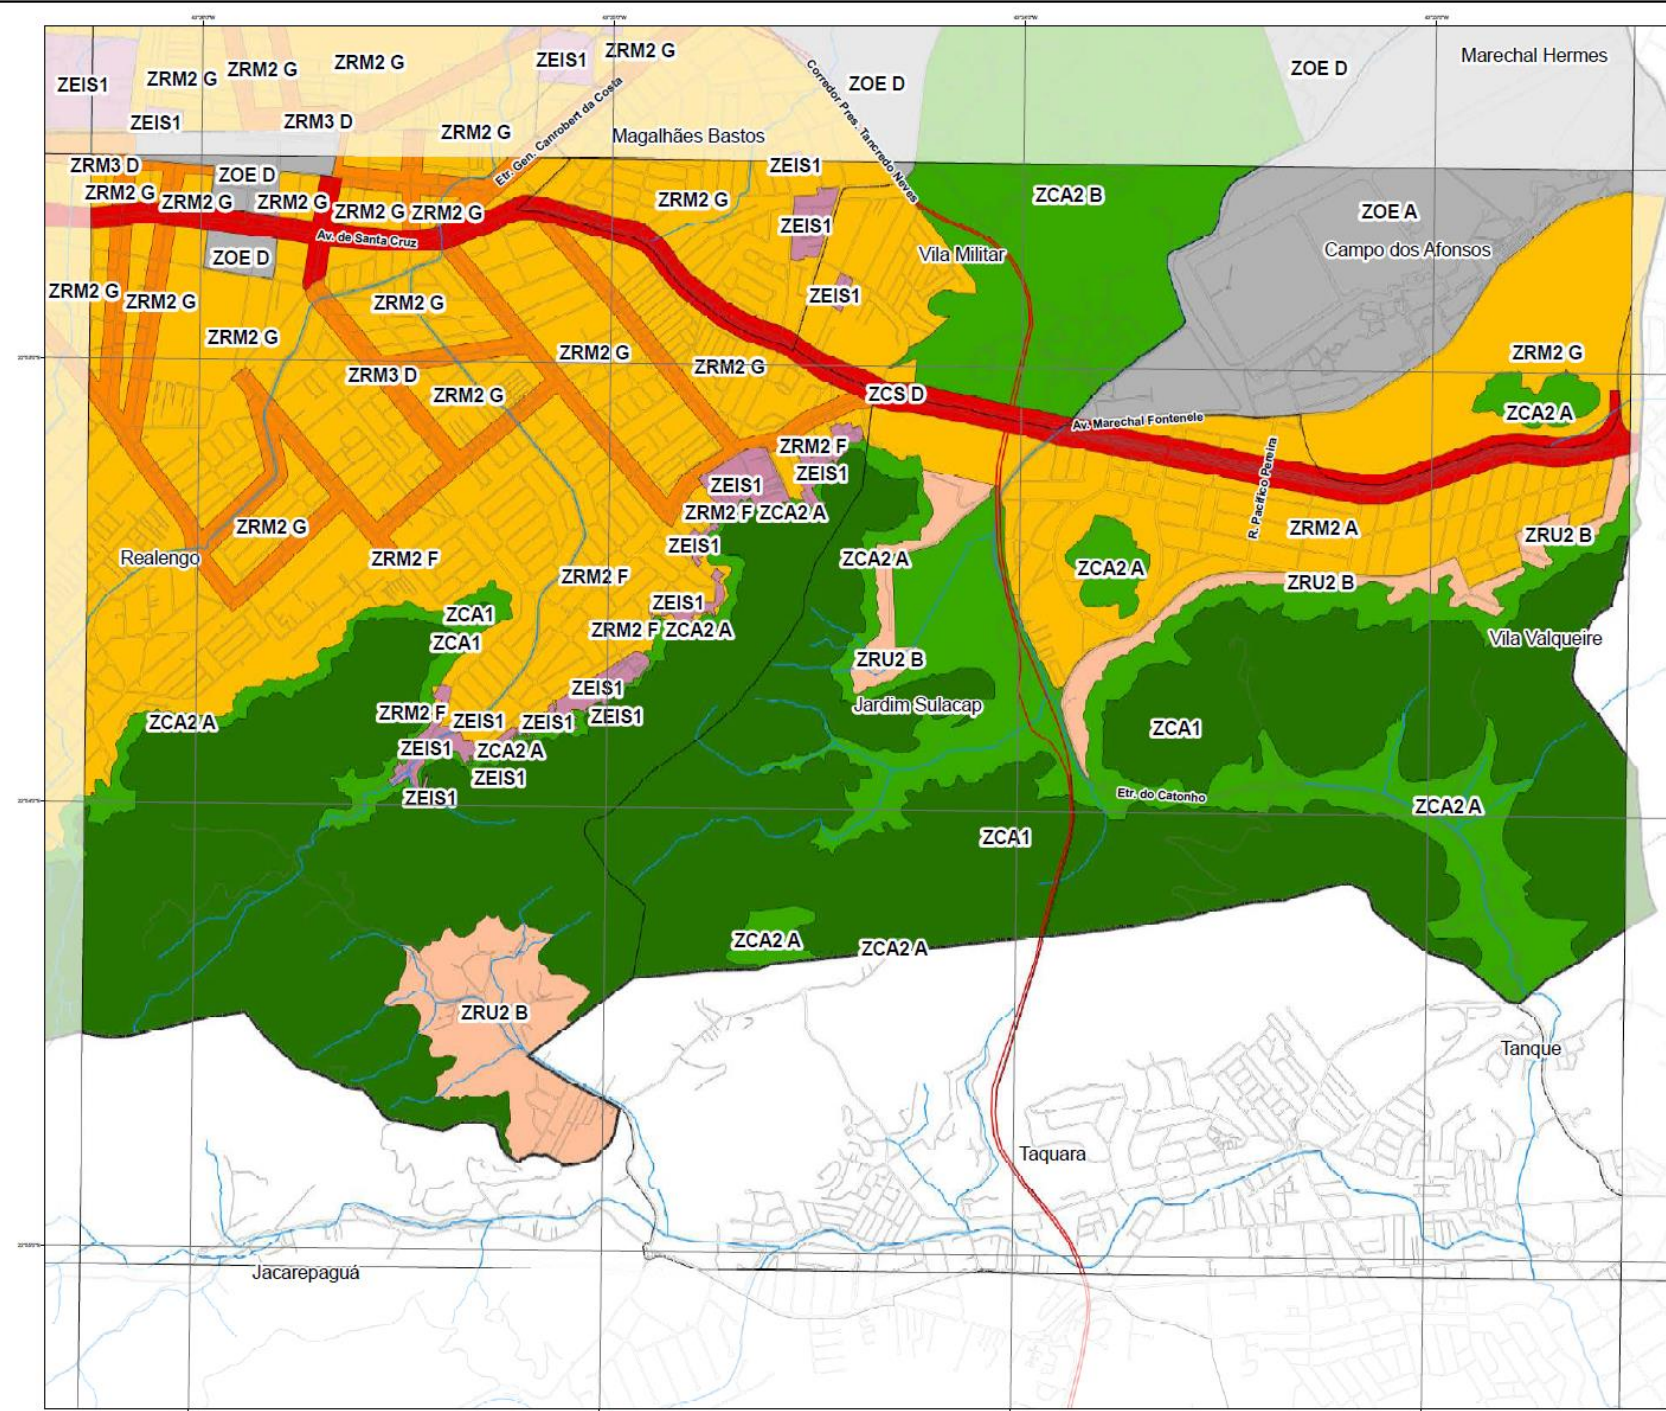 ZRM2 G
ZEIS1
ZRM2 G
Marechal Hermes
ZRM2 G
ZRM2 G
ZOE D
ZEIS1
ZRM2 G
ZOE D
Corredor Pres. Tancredo Neves
Etr. Gen. Canrobert da Costa
ZEIS1
ZRM3 D
ZRM2 G
Magalhães Bastos
ZRM3 D
ZEIS1
ZOE D
ZRM2 G
ZRM2 G
ZRM2 G
ZRM2 G
ZRM2 G
ZRM2 G
ZRM2 G
ZCA2 B
ZOE A
ZEIS1
Av. de Santa Cruz
Campo dos Afonsos
Vila Militar
ZOE D
ZRM2 G
ZRM2 G
ZRM2 G
ZEIS1
ZRM2 G
ZRM2 G
ZRM2 G
ZRM2 G
ZRM3 D
ZRM2 G
ZCS D
ZCA2 A
Av. Marechal Fontenele
R. Pacífico Pereira
ZRM2 F
ZEIS1
ZEIS1
ZRM2 F
ZCA2 A
ZRM2 G
ZRM2 A
ZRU2 B
ZEIS1
Realengo
ZRM2 F
ZCA2 A
ZCA2 A
ZRM2 F
ZRU2 B
ZEIS1
ZCA1
ZRM2 F
ZCA2 A
Vila Valqueire
ZCA1
ZRU2 B
ZEIS1
Jardim Sulacap
ZRM2 F
ZEIS1
ZEIS1
ZEIS1
ZCA2 A
ZCA1
ZEIS1
ZCA2 A
ZEIS1
ZEIS1
Etr. do Catonho
ZCA2 A
ZCA1
ZCA2 A
ZCA2 A
ZRU2 B
Tanque
Taquara
Jacarepaguá